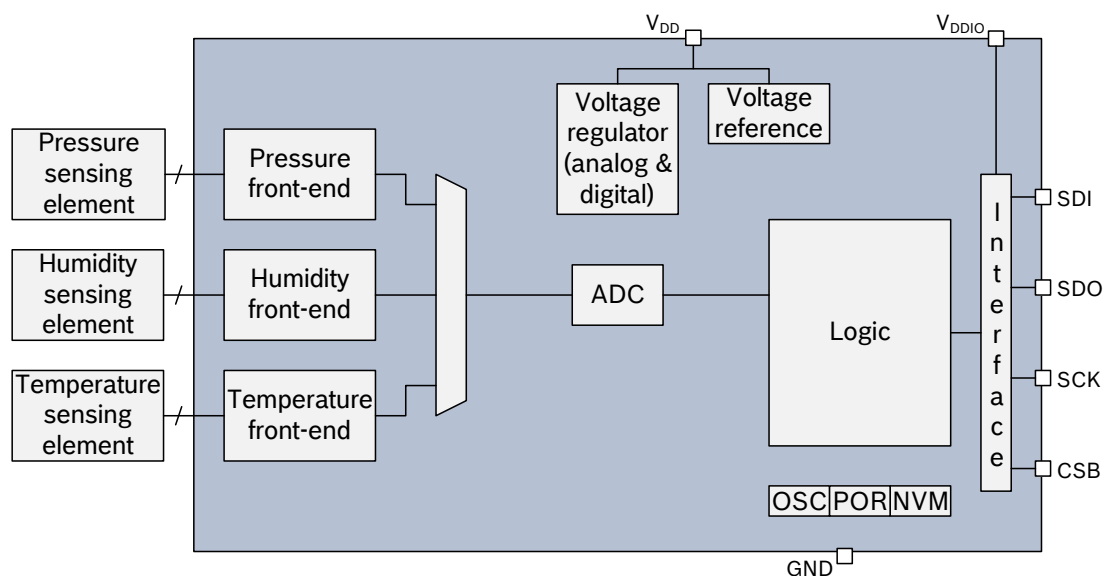 VDD
VDDIO
Voltage
regulator
(analog &
digital)
Voltage
reference
Pressure
sensing
element
Pressure
front-end
Humidity
sensing
element
Humidity
front-end
Temperature
sensing
element
Temperature
front-end
ADC
Logic
OSC POR NVM
Interface
SDI
SDO
SCK
CSB
GND